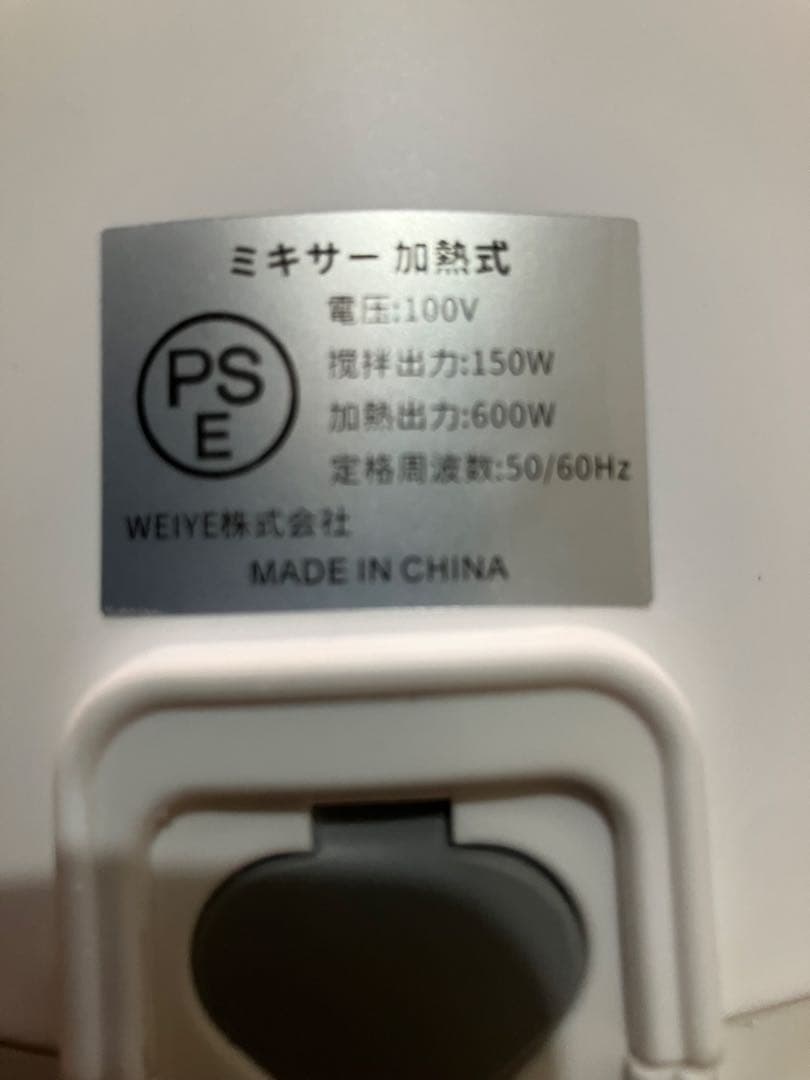 ミキサー 加熱式
PS
E
電圧:100V
搅拌出力:150W
加熱出力:600W
定格周波数:50/60Hz
WEIYE株式会社
MADE IN CHINA